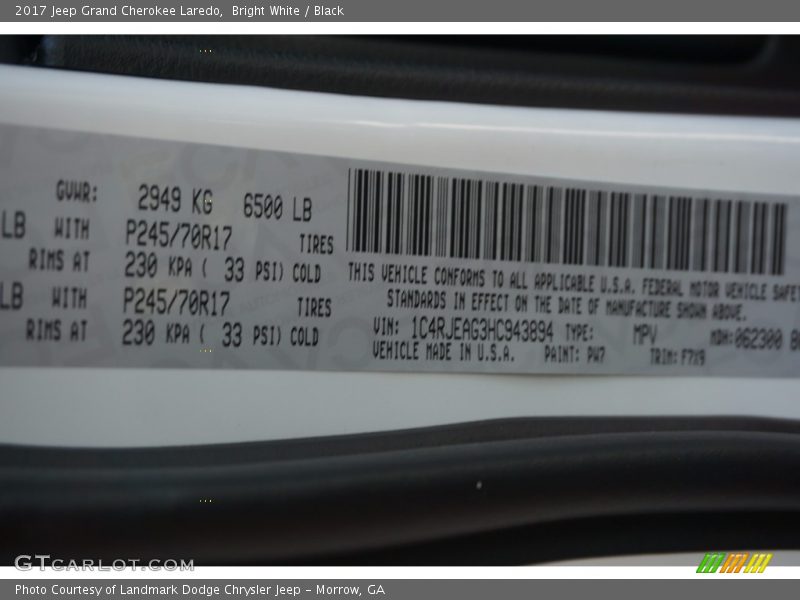 2017 Jeep Grand Cherokee Laredo, Bright White / Black
GVWR: 2949 KG 6500 LB
LB WITH P245/70R17 TIRES
RIMS AT 230 KPA ( 33 PSI) COLD
LB WITH P245/70R17 TIRES
RIMS AT 230 KPA ( 33 PSI) COLD
THIS VEHICLE CONFORMS TO ALL APPLICABLE U.S.A. FEDERAL MOTOR VEHICLE SAFET
STANDARDS IN EFFECT ON THE DATE OF MANUFACTURE SHOWN ABOVE.
VIN: 1C4RJEAG3HC943894 TYPE: MPV MDH: 062300
VEHICLE MADE IN U.S.A. PAINT: PW7 TRIM: F7X9
GTCARLOT.COM
Photo Courtesy of Landmark Dodge Chrysler Jeep – Morrow, GA